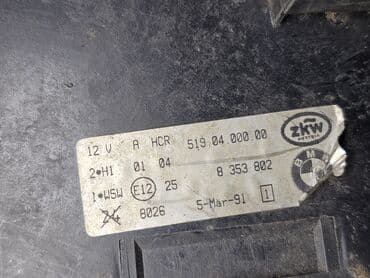 12 V A HCR 519 04.000.00
zkw
AUSTRIA
2•H1 01 04 8 353 802
1•W5W E12 25
8026 5-Mar-91 1
BMW